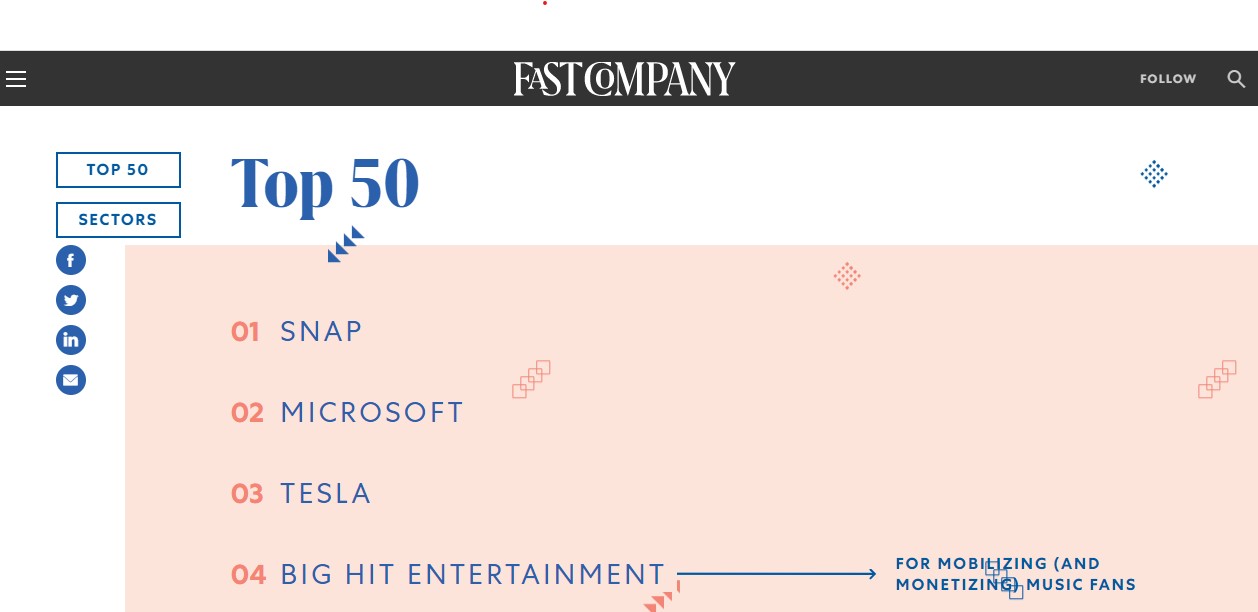 FAST COMPANY
FOLLOW
TOP 50
SECTORS
Top 50
01 SNAP
02 MICROSOFT
03 TESLA
04 BIG HIT ENTERTAINMENT
FOR MOBILIZING (AND
MONETIZING) MUSIC FANS